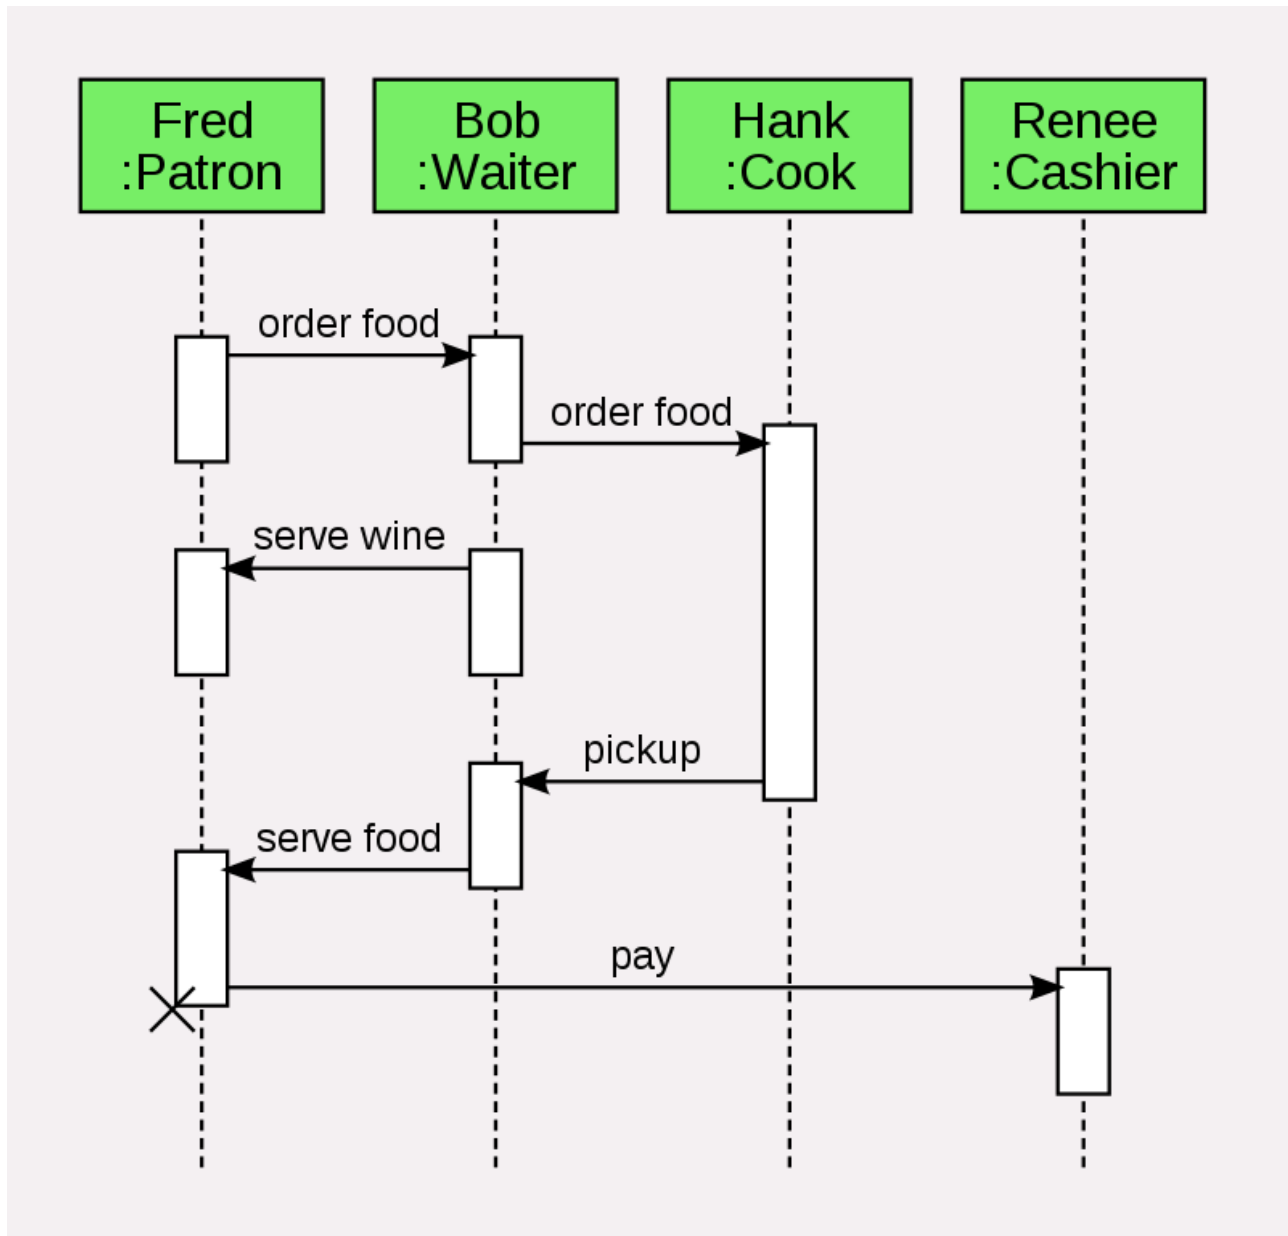 Fred
:Patron
Bob
:Waiter
Hank
:Cook
Renee
:Cashier
order food
order food
serve wine
pickup
serve food
pay